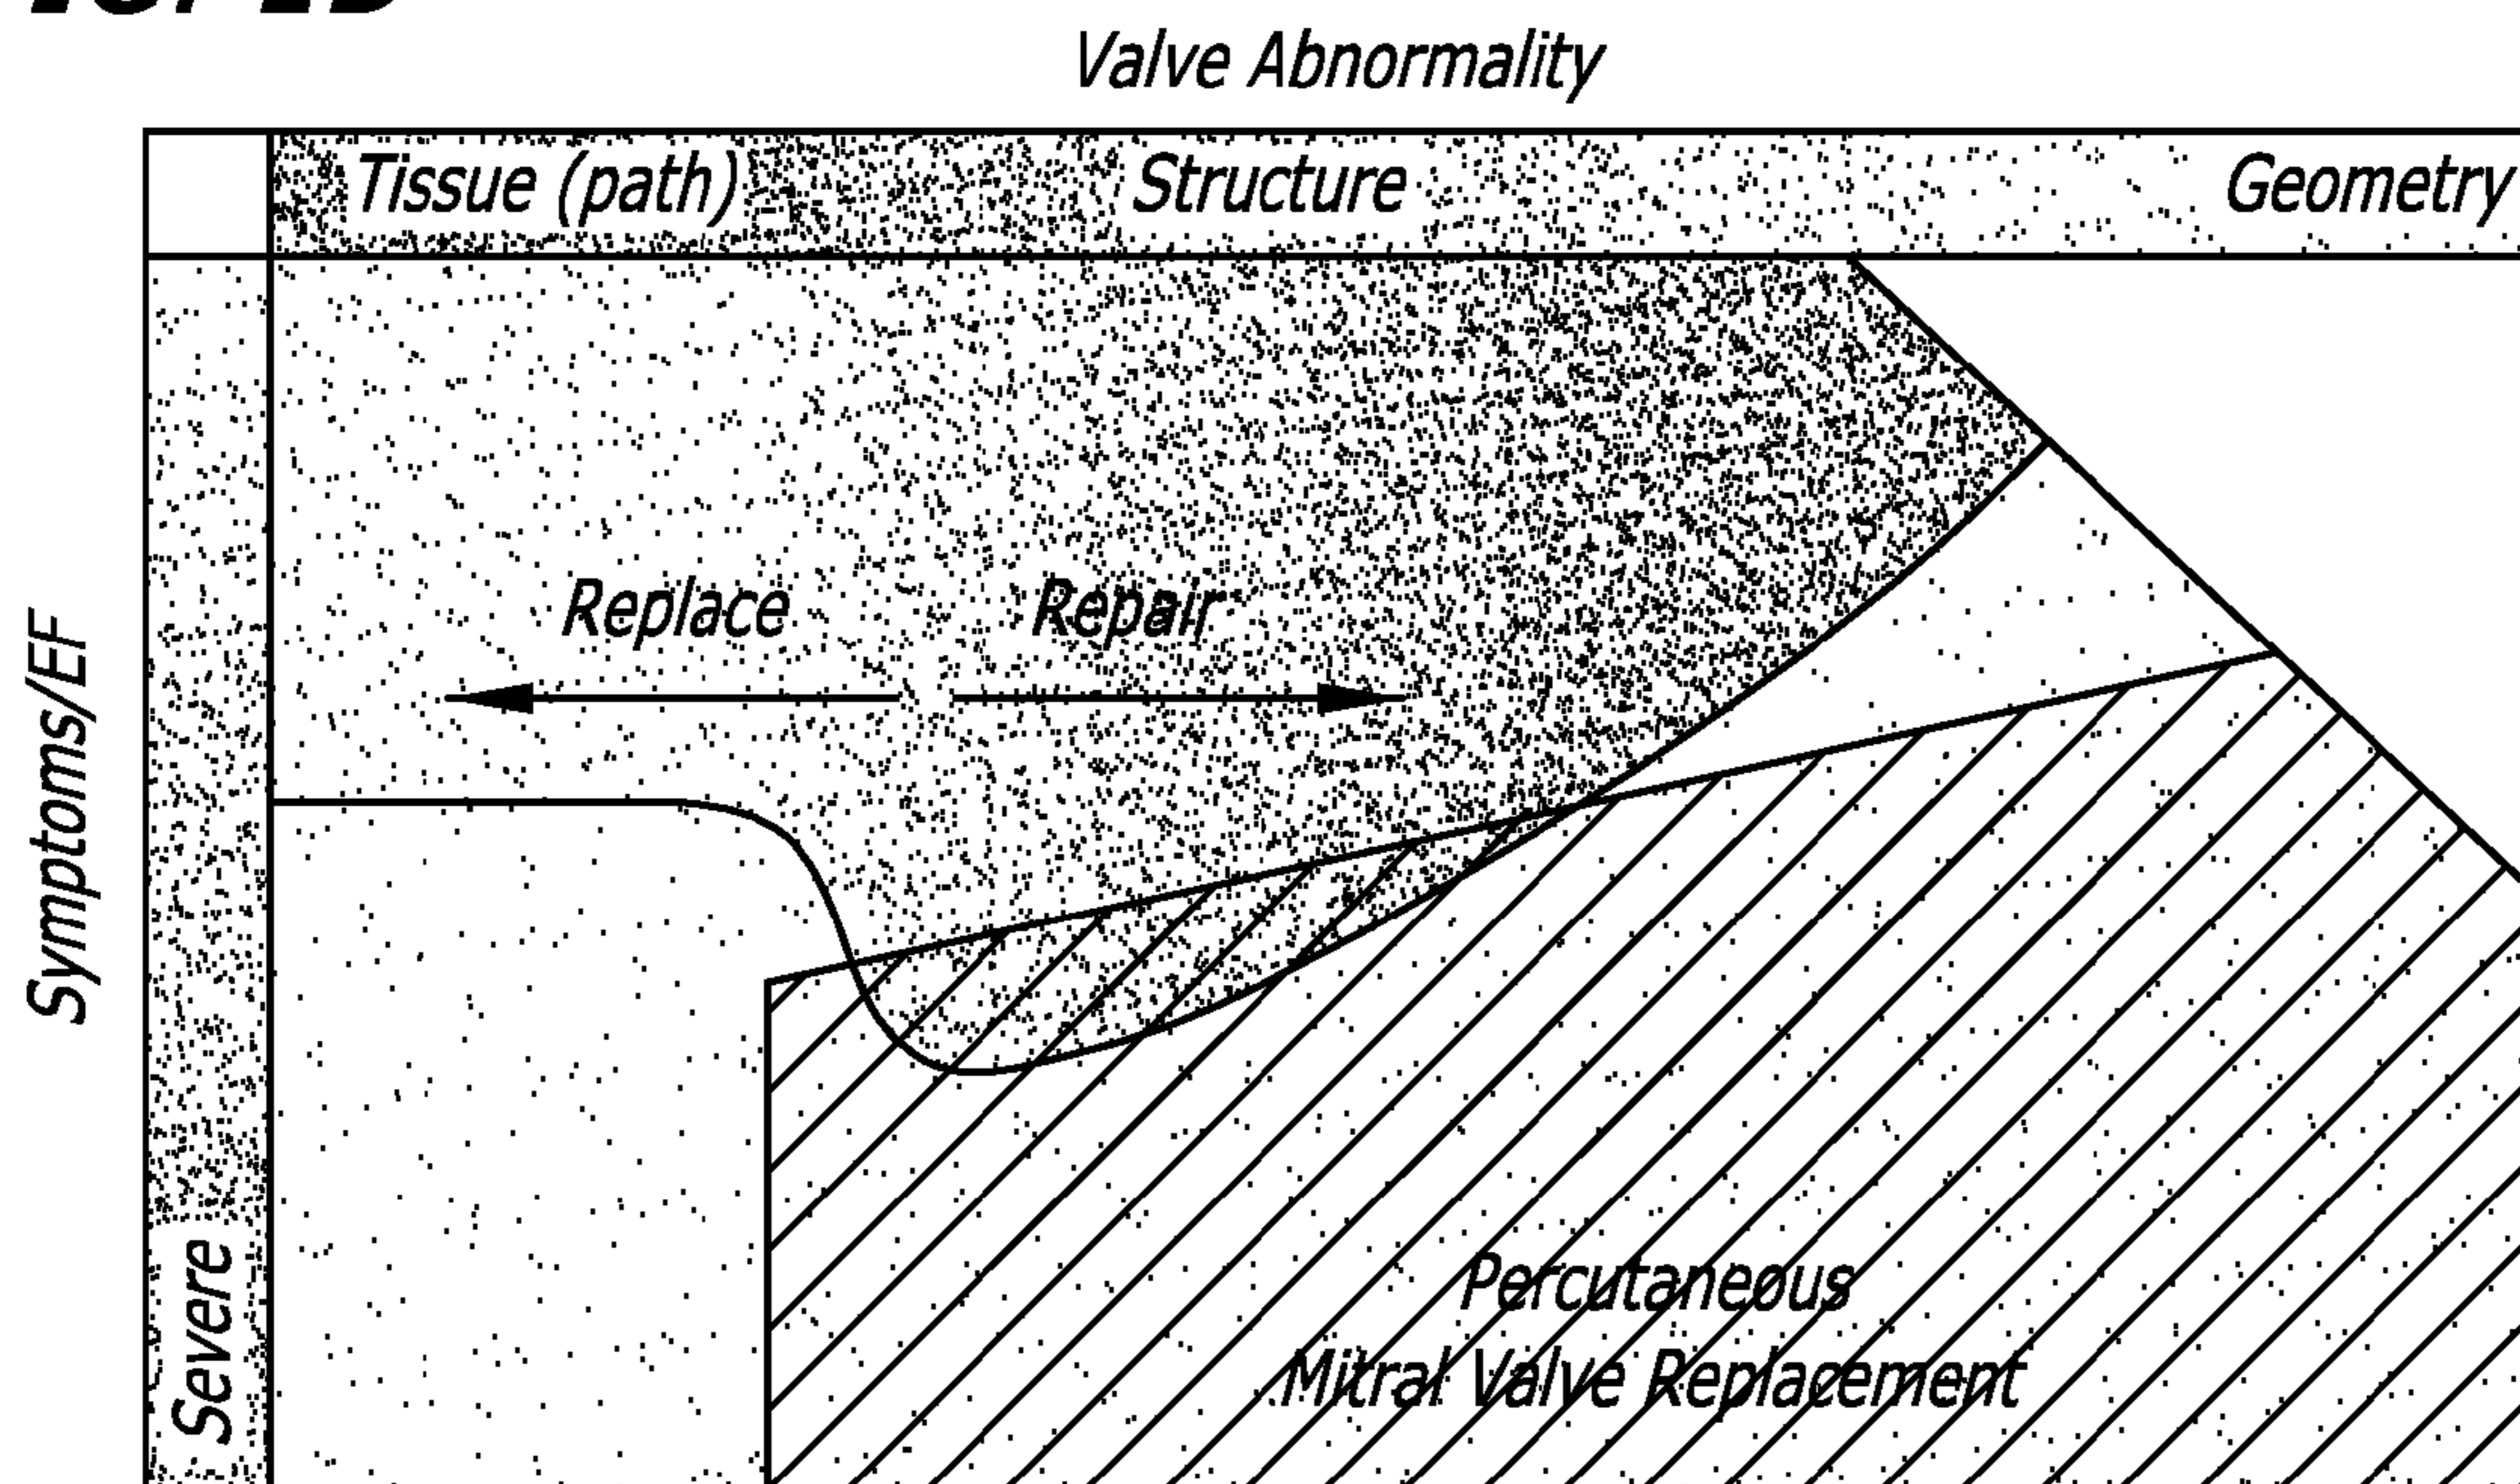 Valve Abnormality
Tissue (path) Structure Geometry
Replace Repair
Symptoms/EF
Severe
Percutaneous
Mitral Valve Replacement